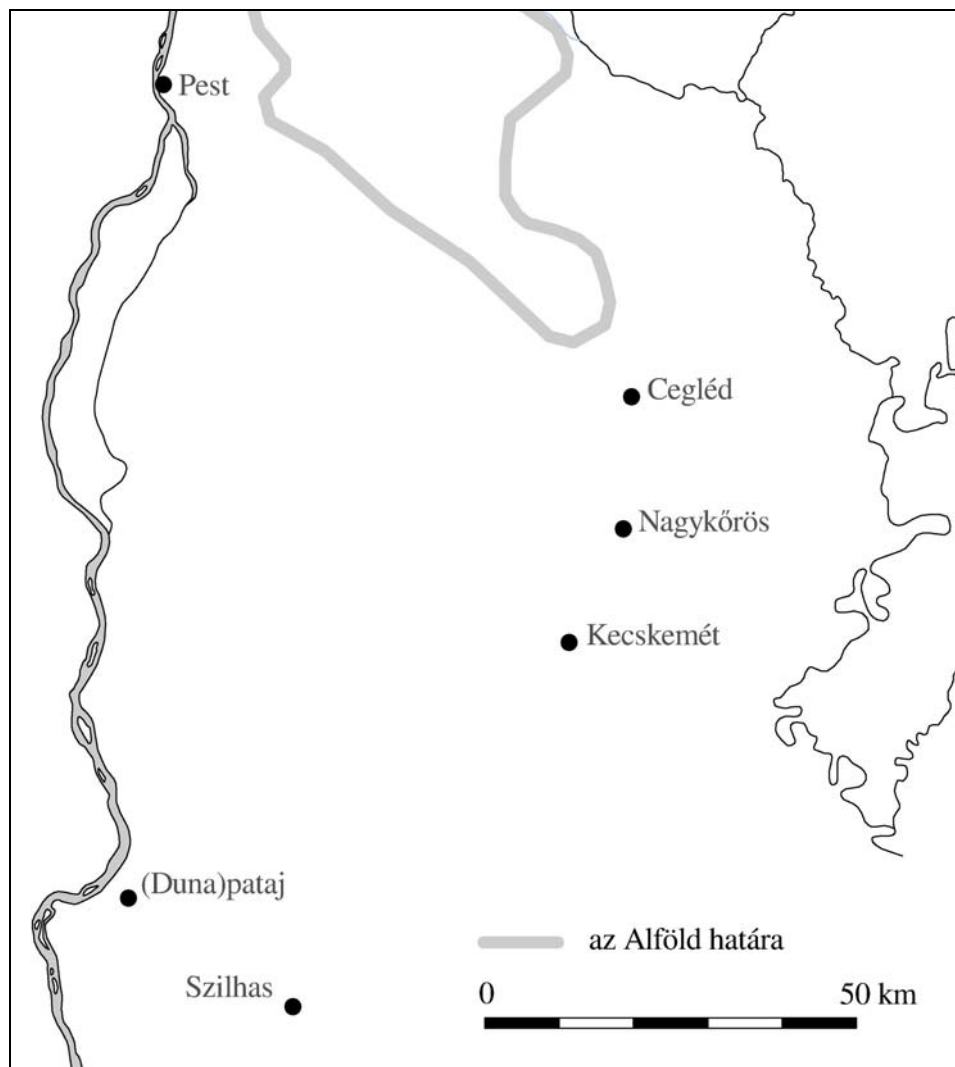 Pest
Cegléd
Nagykőrös
Kecskemét
(Duna)pataj
az Alföld határa
Szilhas
0 50 km